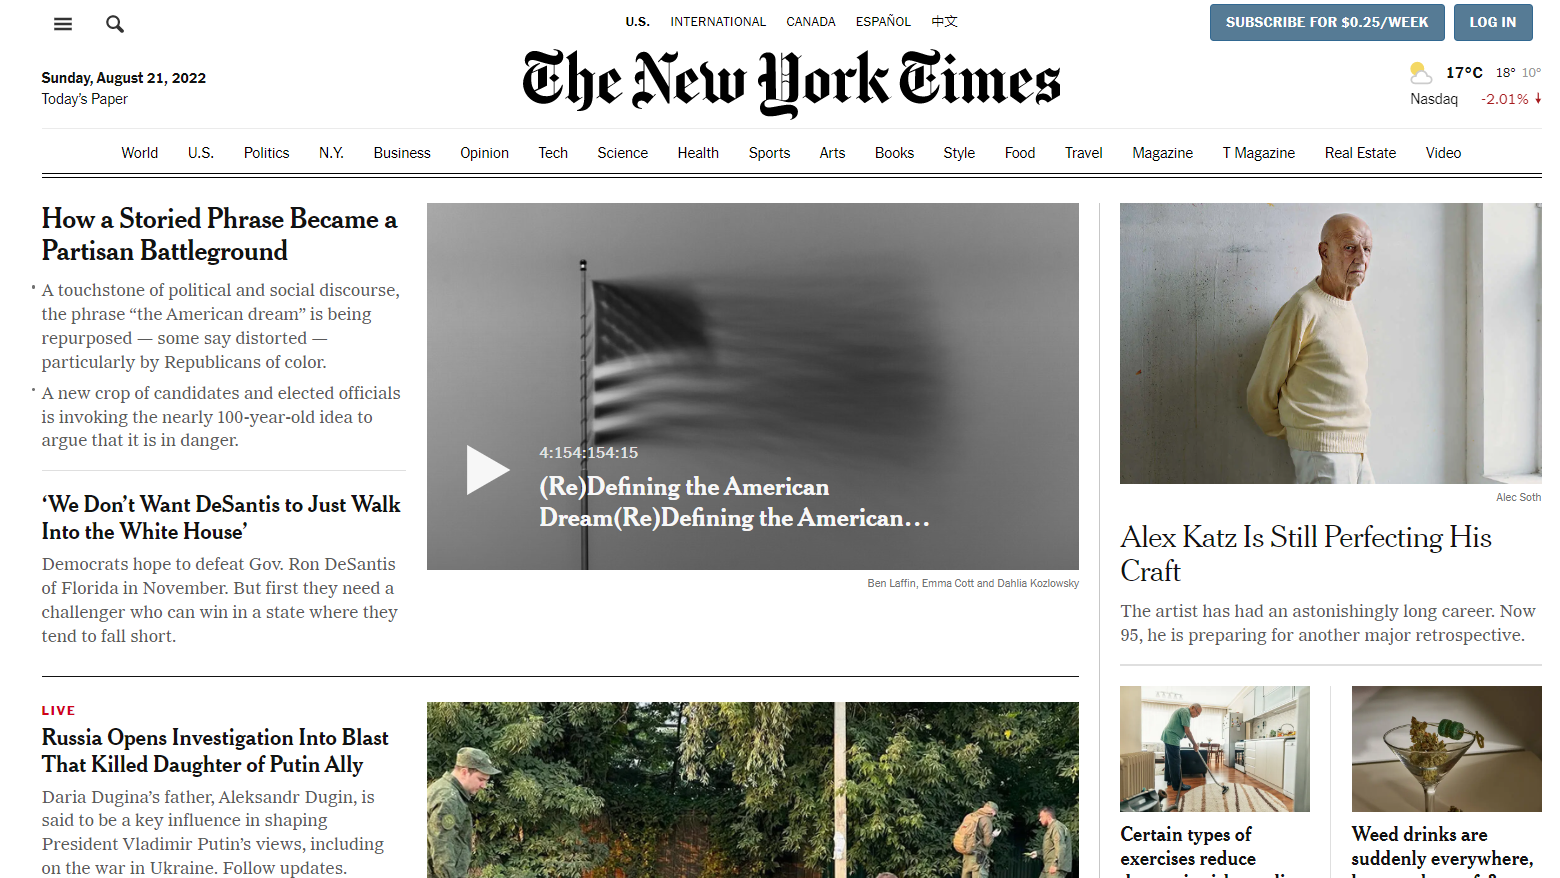 U.S. INTERNATIONAL CANADA ESPAÑOL 中文
SUBSCRIBE FOR $0.25/WEEK
LOG IN
Sunday, August 21, 2022
Today's Paper
The New York Times
17°C 18° 10°
Nasdaq -2.01% ↓
World U.S. Politics N.Y. Business Opinion Tech Science Health Sports Arts Books Style Food Travel Magazine T Magazine Real Estate Video
How a Storied Phrase Became a
Partisan Battleground
• A touchstone of political and social discourse,
the phrase “the American dream” is being
repurposed — some say distorted —
particularly by Republicans of color.
• A new crop of candidates and elected officials
is invoking the nearly 100-year-old idea to
argue that it is in danger.
‘We Don’t Want DeSantis to Just Walk
Into the White House’
Democrats hope to defeat Gov. Ron DeSantis
of Florida in November. But first they need a
challenger who can win in a state where they
tend to fall short.
4:154:154:15
(Re)Defining the American
Dream(Re)Defining the American…
Ben Laffin, Emma Cott and Dahlia Kozlowsky
LIVE
Russia Opens Investigation Into Blast
That Killed Daughter of Putin Ally
Daria Dugina’s father, Aleksandr Dugin, is
said to be a key influence in shaping
President Vladimir Putin’s views, including
on the war in Ukraine. Follow updates.
Alec Soth
Alex Katz Is Still Perfecting His
Craft
The artist has had an astonishingly long career. Now
95, he is preparing for another major retrospective.
Certain types of
exercises reduce
Weed drinks are
suddenly everywhere,